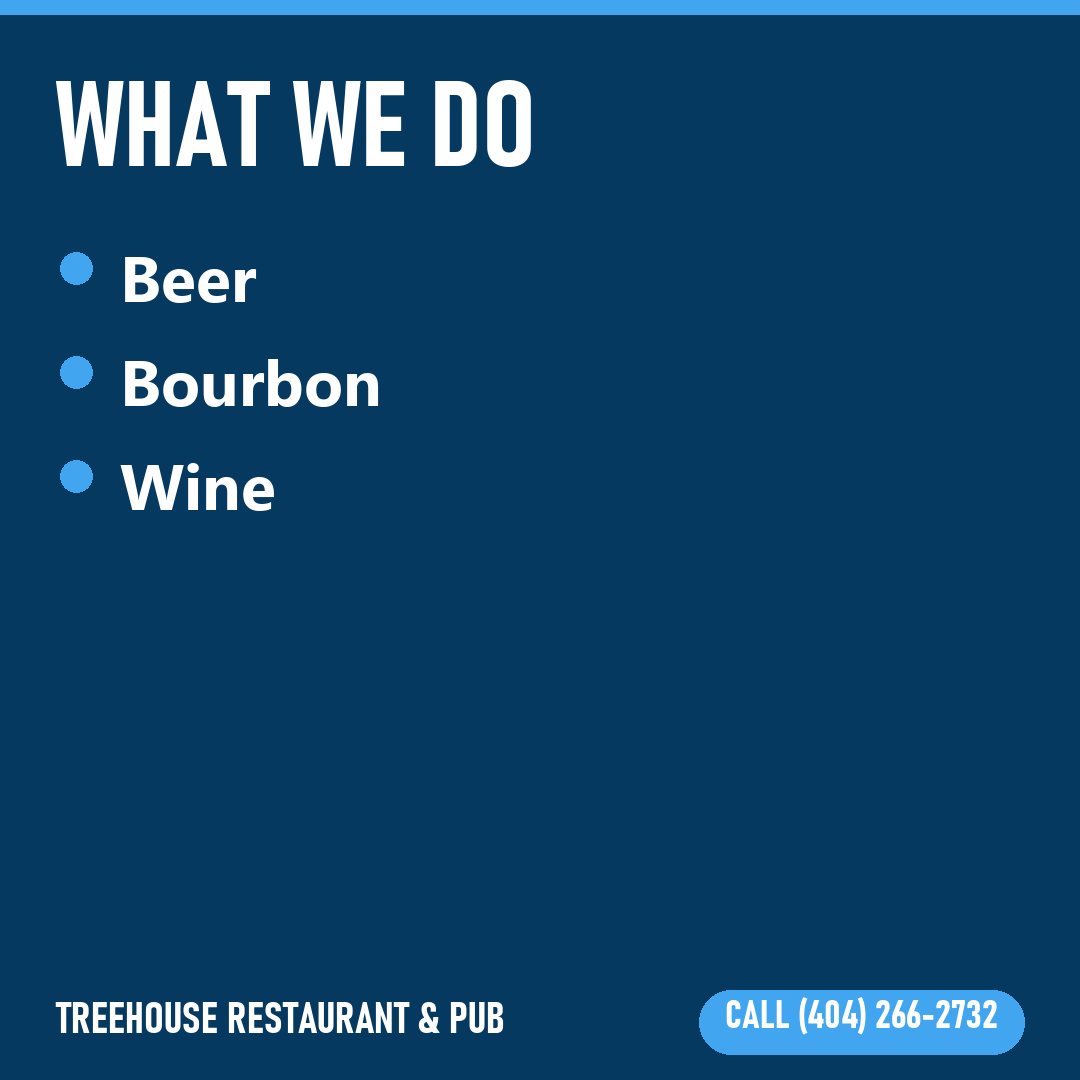 WHAT WE DO
Beer
Bourbon
Wine
TREEHOUSE RESTAURANT & PUB
CALL (404) 266-2732